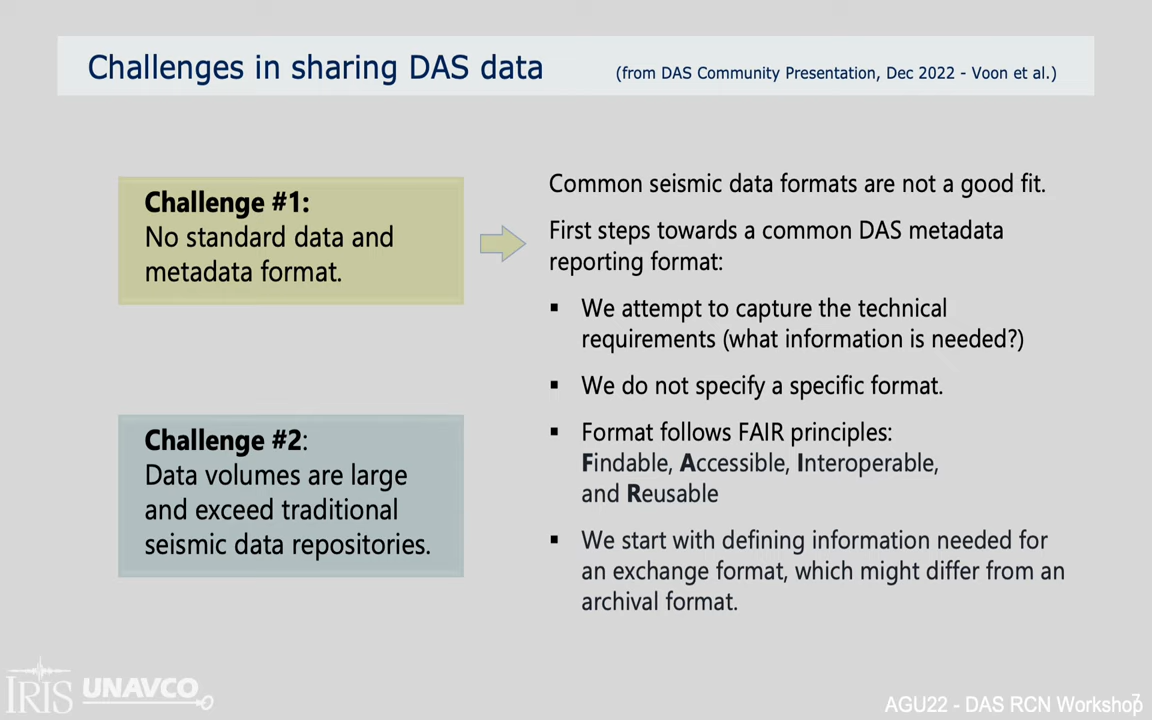 Challenges in sharing DAS data
(from DAS Community Presentation, Dec 2022 - Voon et al.)
Challenge #1:
No standard data and
metadata format.
Common seismic data formats are not a good fit.
First steps towards a common DAS metadata
reporting format:
▪ We attempt to capture the technical
requirements (what information is needed?)
▪ We do not specify a specific format.
▪ Format follows FAIR principles:
Findable, Accessible, Interoperable,
and Reusable
▪ We start with defining information needed for
an exchange format, which might differ from an
archival format.
Challenge #2:
Data volumes are large
and exceed traditional
seismic data repositories.
IRIS
UNAVCO
AGU22 - DAS RCN Workshop
7